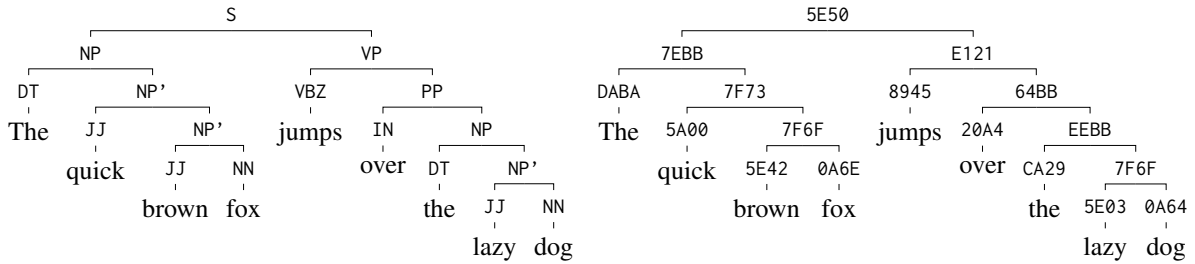 S 5E50
NP VP 7EBB E121
DT NP' VBZ PP DABA 7F73 8945 64BB
The JJ NP' jumps IN NP The 5A00 7F6F jumps 20A4 EEBB
quick JJ NN over DT NP' quick 5E42 0A6E over CA29 7F6F
brown fox the JJ NN brown fox the 5E03 0A64
lazy dog lazy dog